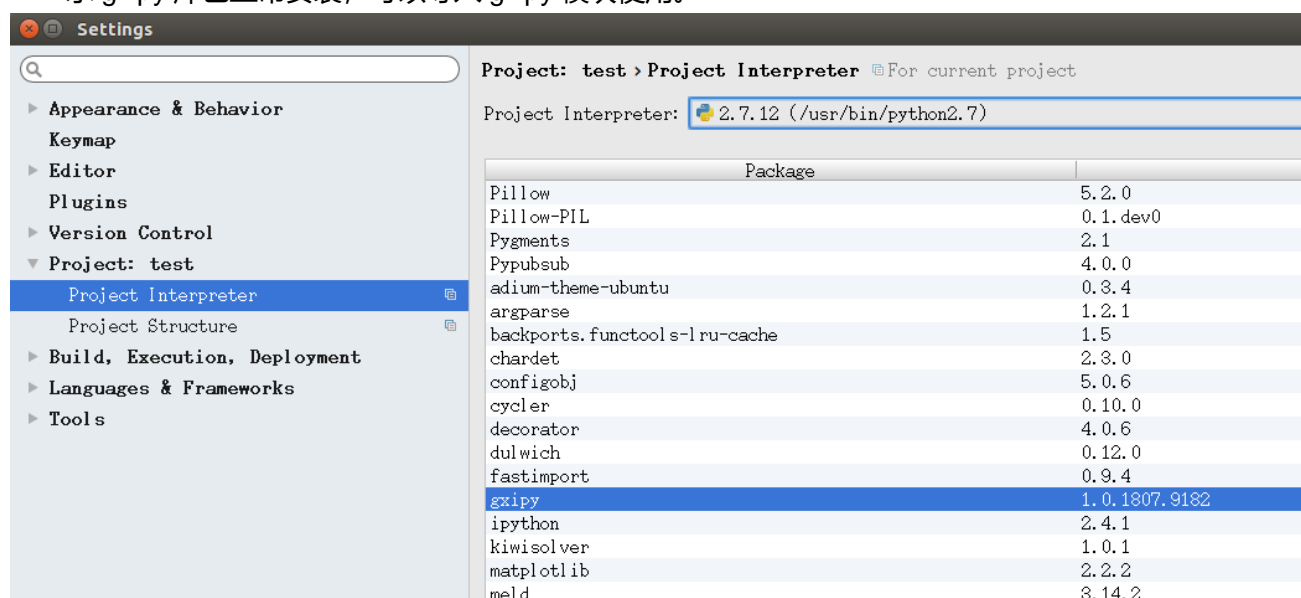 Settings
Project: test › Project Interpreter For current project
Appearance & Behavior
Project Interpreter: 2.7.12 (/usr/bin/python2.7)
Keymap
Editor
Package
Plugins
Pillow 5.2.0
Version Control
Pillow-PIL 0.1.dev0
Project: test
Pygments 2.1
Project Interpreter
Pypubsub 4.0.0
Project Structure
adium-theme-ubuntu 0.3.4
Build, Execution, Deployment
argparse 1.2.1
Languages & Frameworks
backports.functools-lru-cache 1.5
Tools
chardet 2.3.0
configobj 5.0.6
cycler 0.10.0
decorator 4.0.6
dulwich 0.12.0
fastimport 0.9.4
gxipy 1.0.1807.9182
ipython 2.4.1
kiwisolver 1.0.1
matplotlib 2.2.2
meld 3.14.2